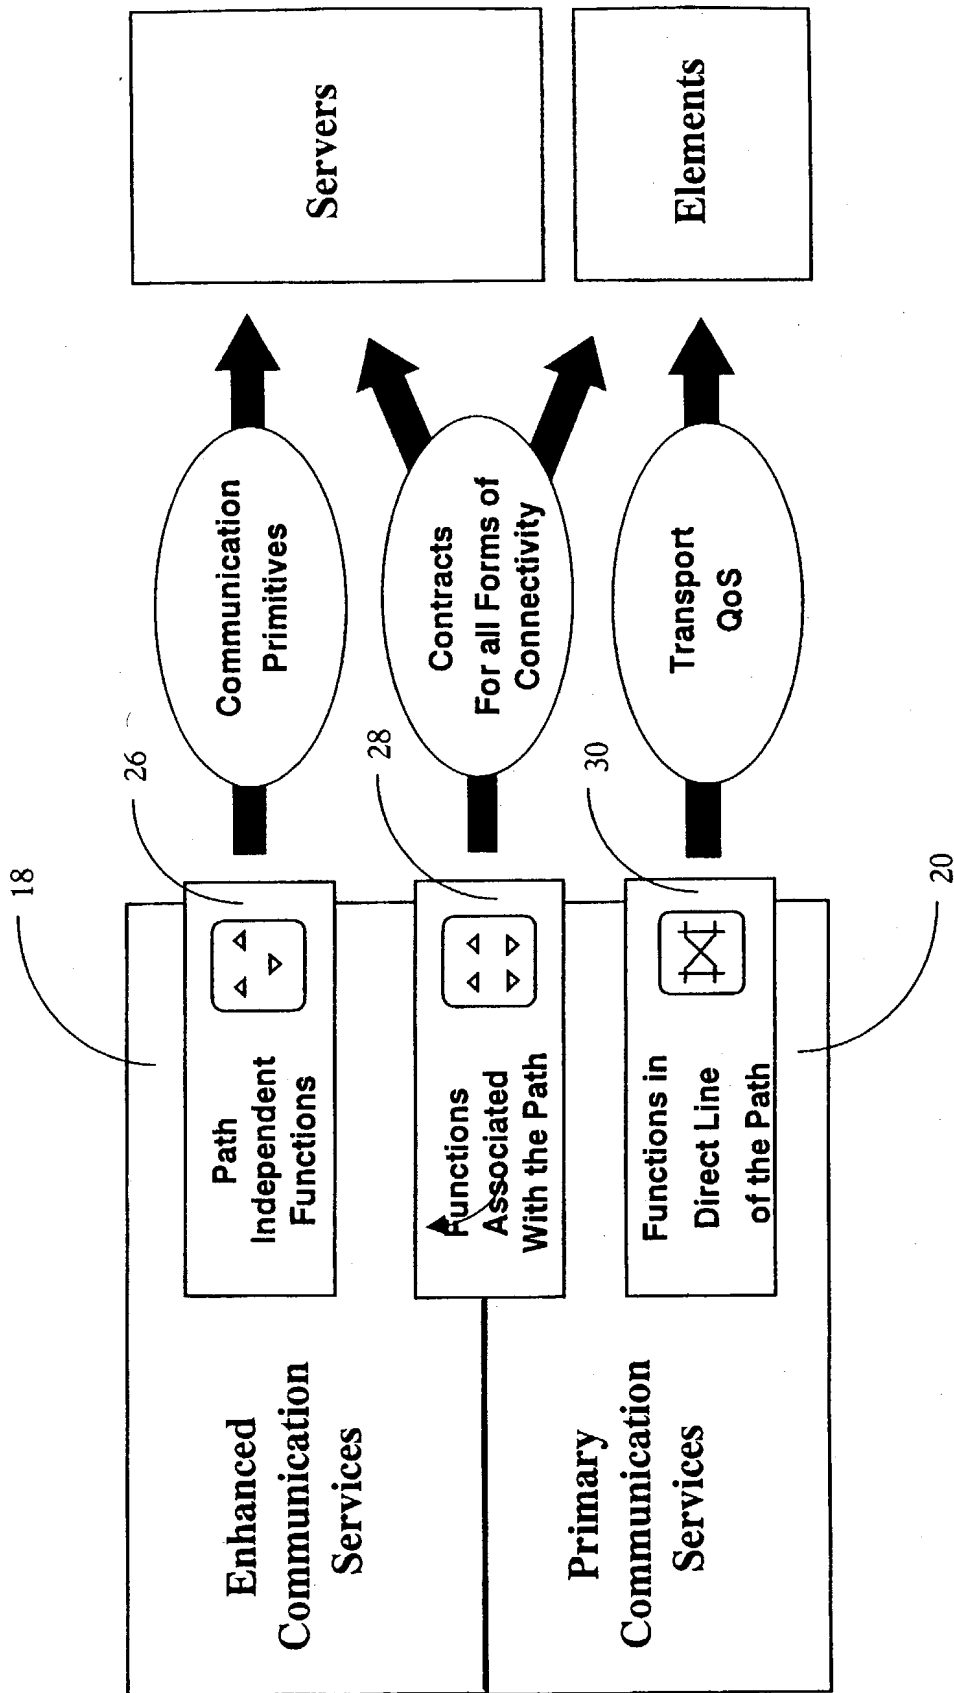 Enhanced
Communication
Services
Primary
Communication
Services
18
20
Path
Independent
Functions
26
Functions
Associated
With the Path
28
Functions in
Direct Line
of the Path
30
Communication
Primitives
Contracts
For all Forms of
Connectivity
Transport
QoS
Servers
Elements